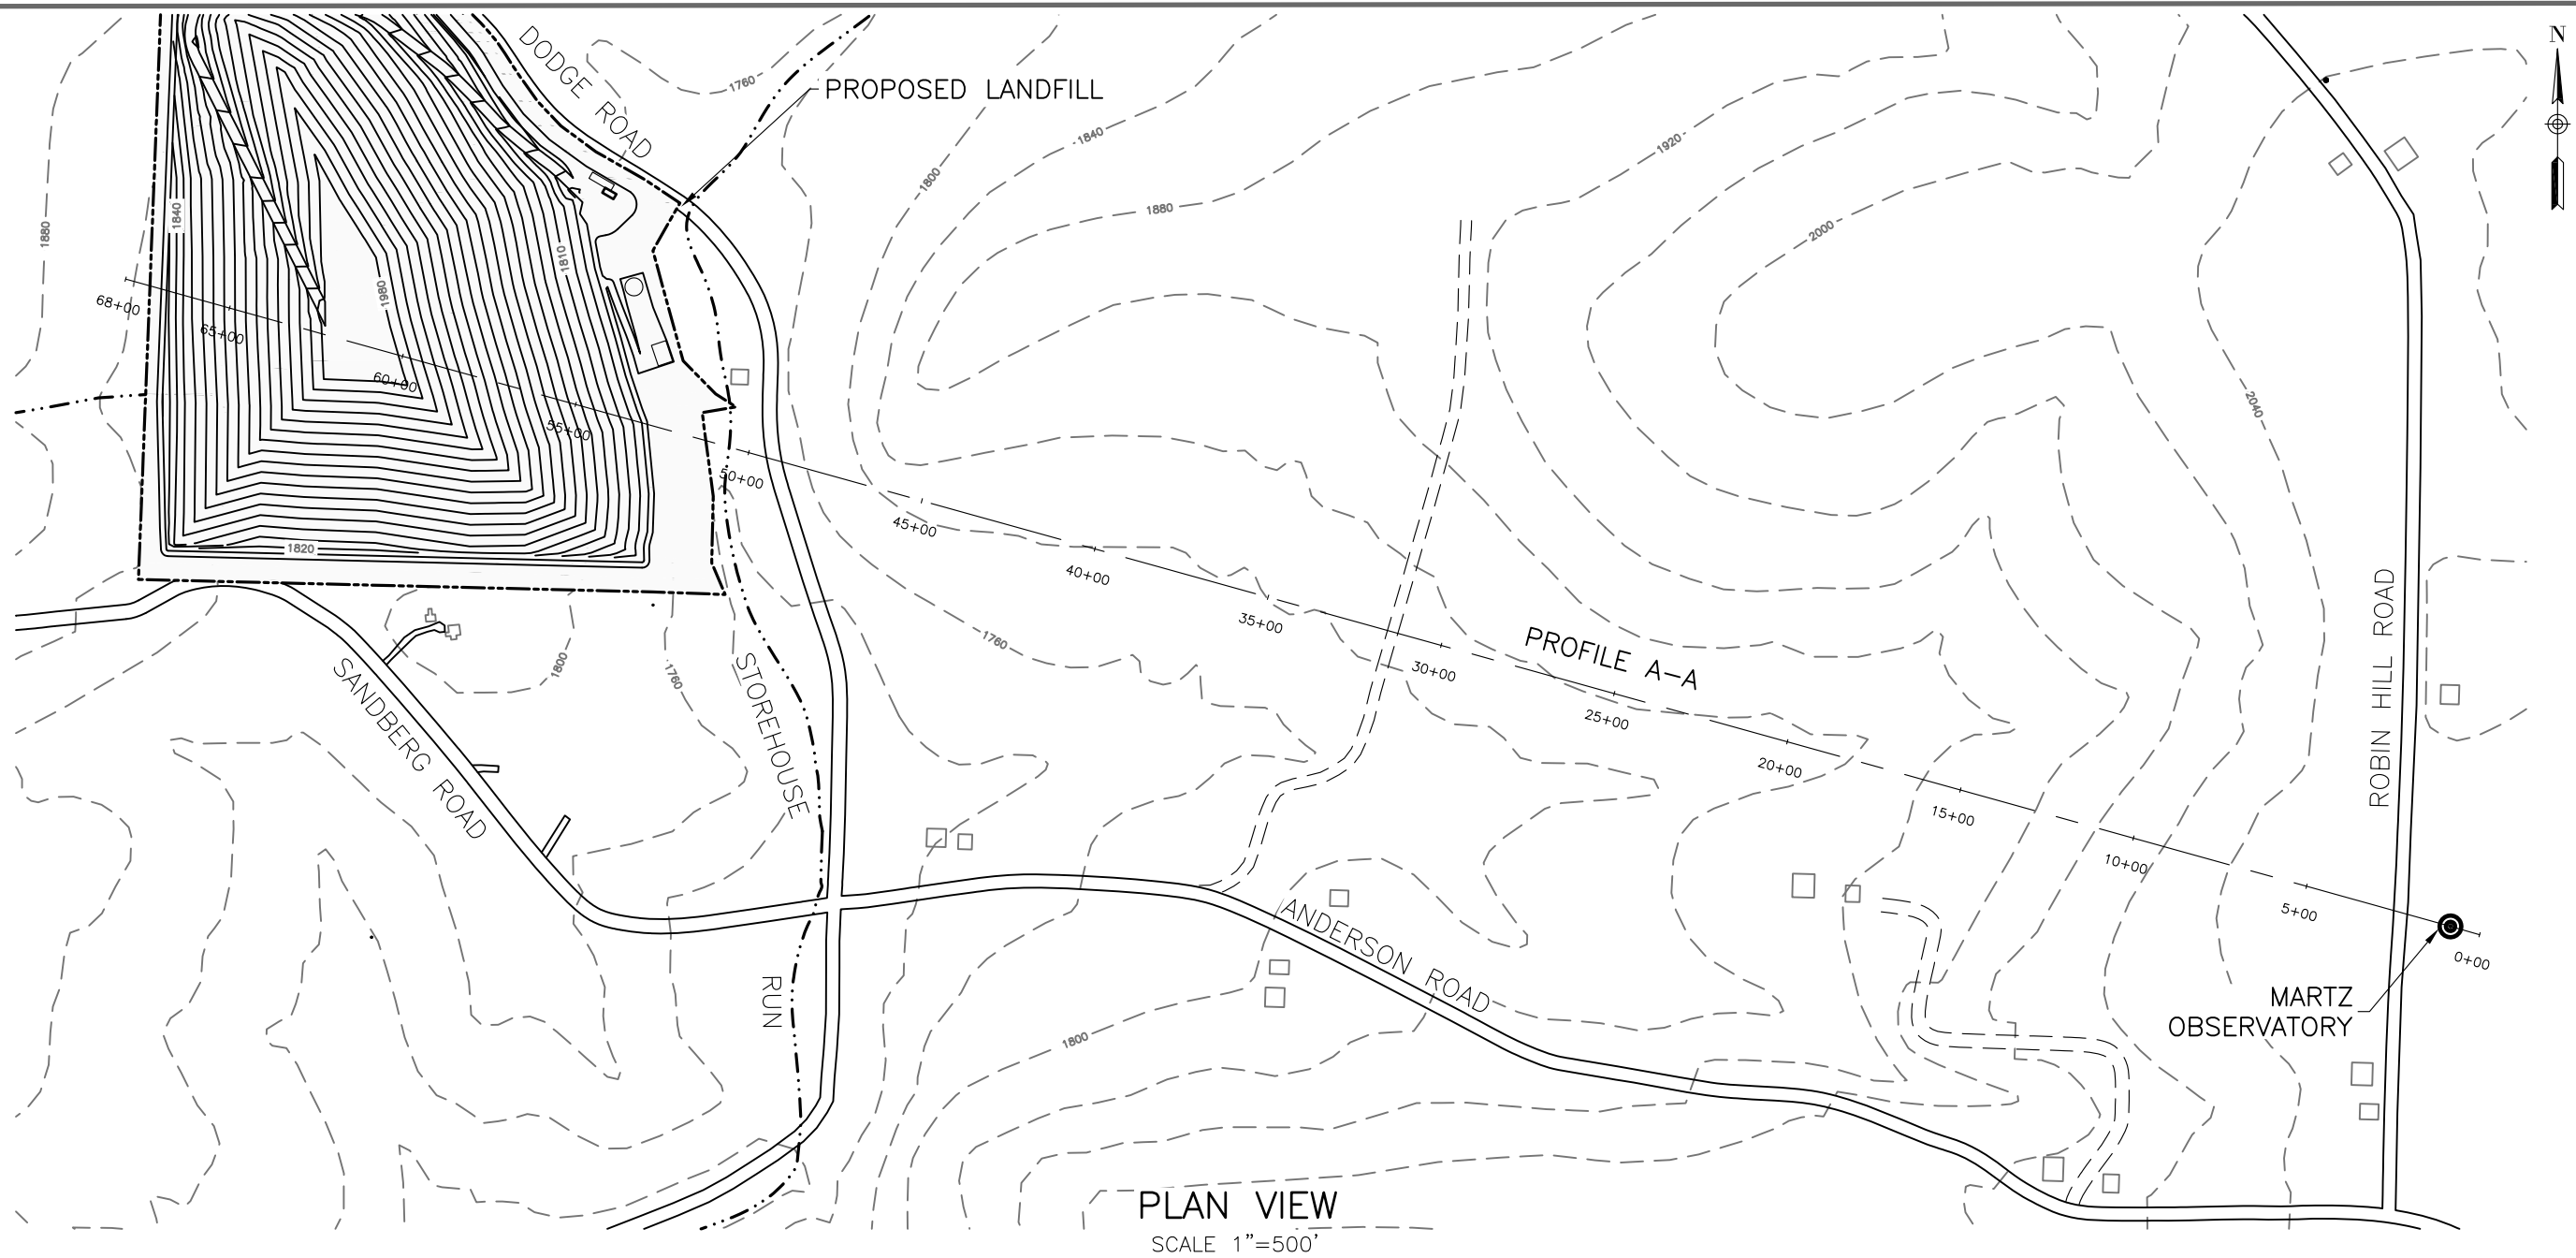 N
DODGE ROAD
1760
PROPOSED LANDFILL
1840
1920
1800
1880
1840
1880
2000
1810
1980
68+00
65+00
60+00
55+00
50+00
45+00
40+00
35+00
30+00
25+00
20+00
15+00
10+00
5+00
0+00
2040
1820
PROFILE A–A
1760
1800
1760
SANDBERG ROAD
STOREHOUSE
RUN
ROBIN HILL ROAD
ANDERSON ROAD
1800
MARTZ
OBSERVATORY
PLAN VIEW
SCALE 1"=500'